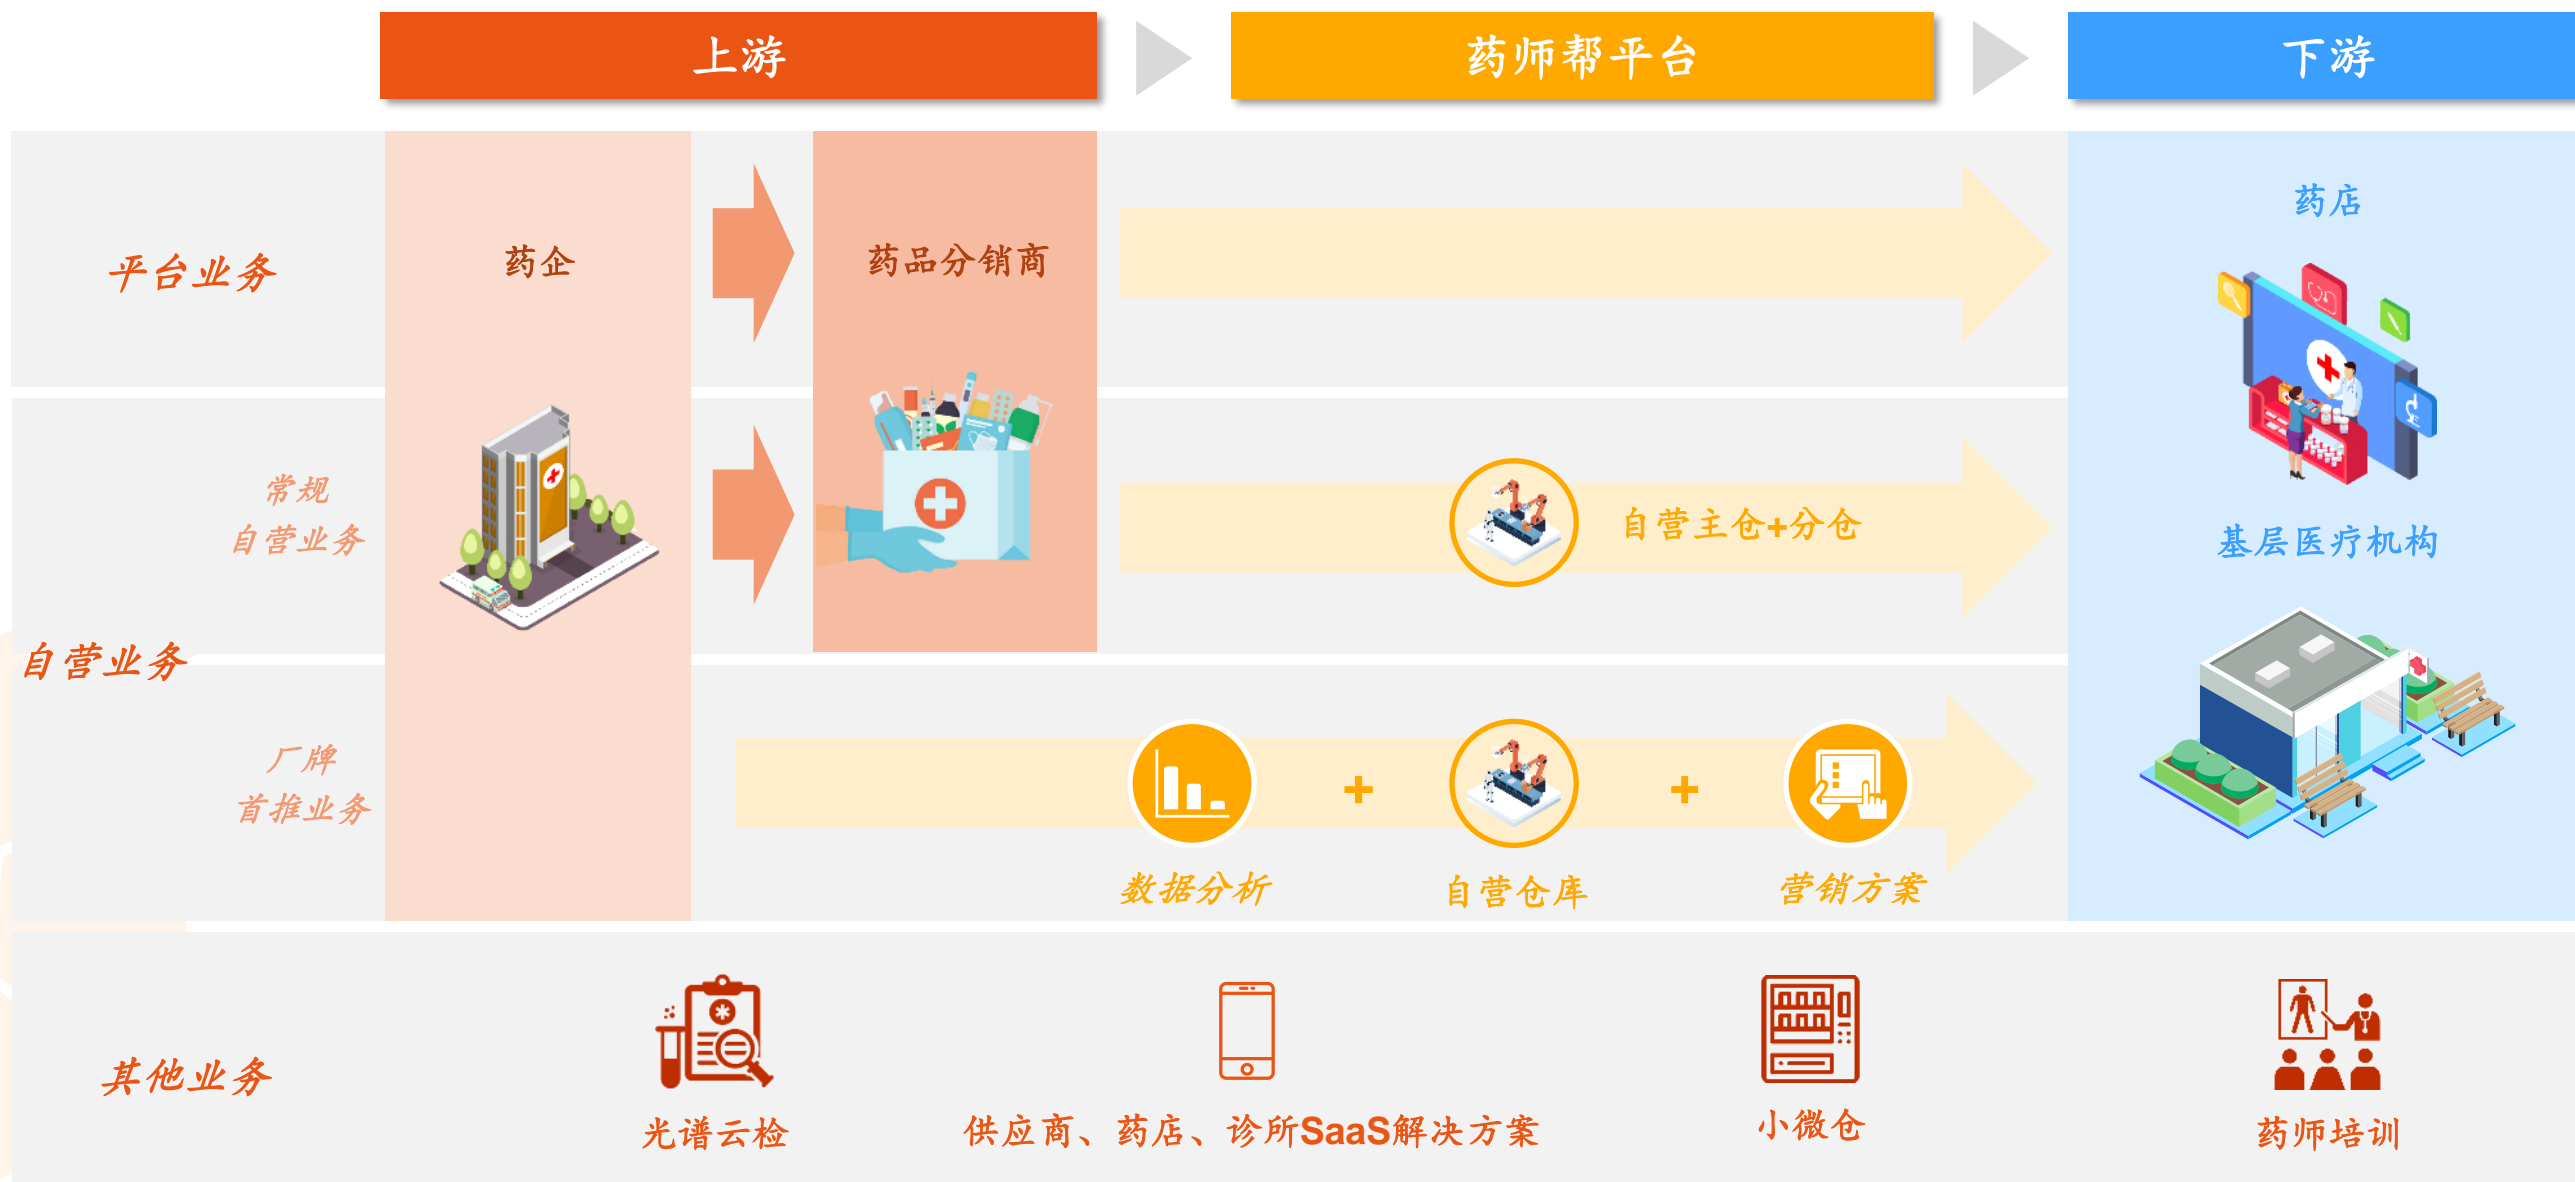 上游
药师帮平台
下游
平台业务
药企
药品分销商
药店
自营业务
常规
自营业务
自营主仓+分仓
基层医疗机构
厂牌
首推业务
+
+
数据分析
自营仓库
营销方案
其他业务
光谱云检
供应商、药店、诊所SaaS解决方案
小微仓
药师培训